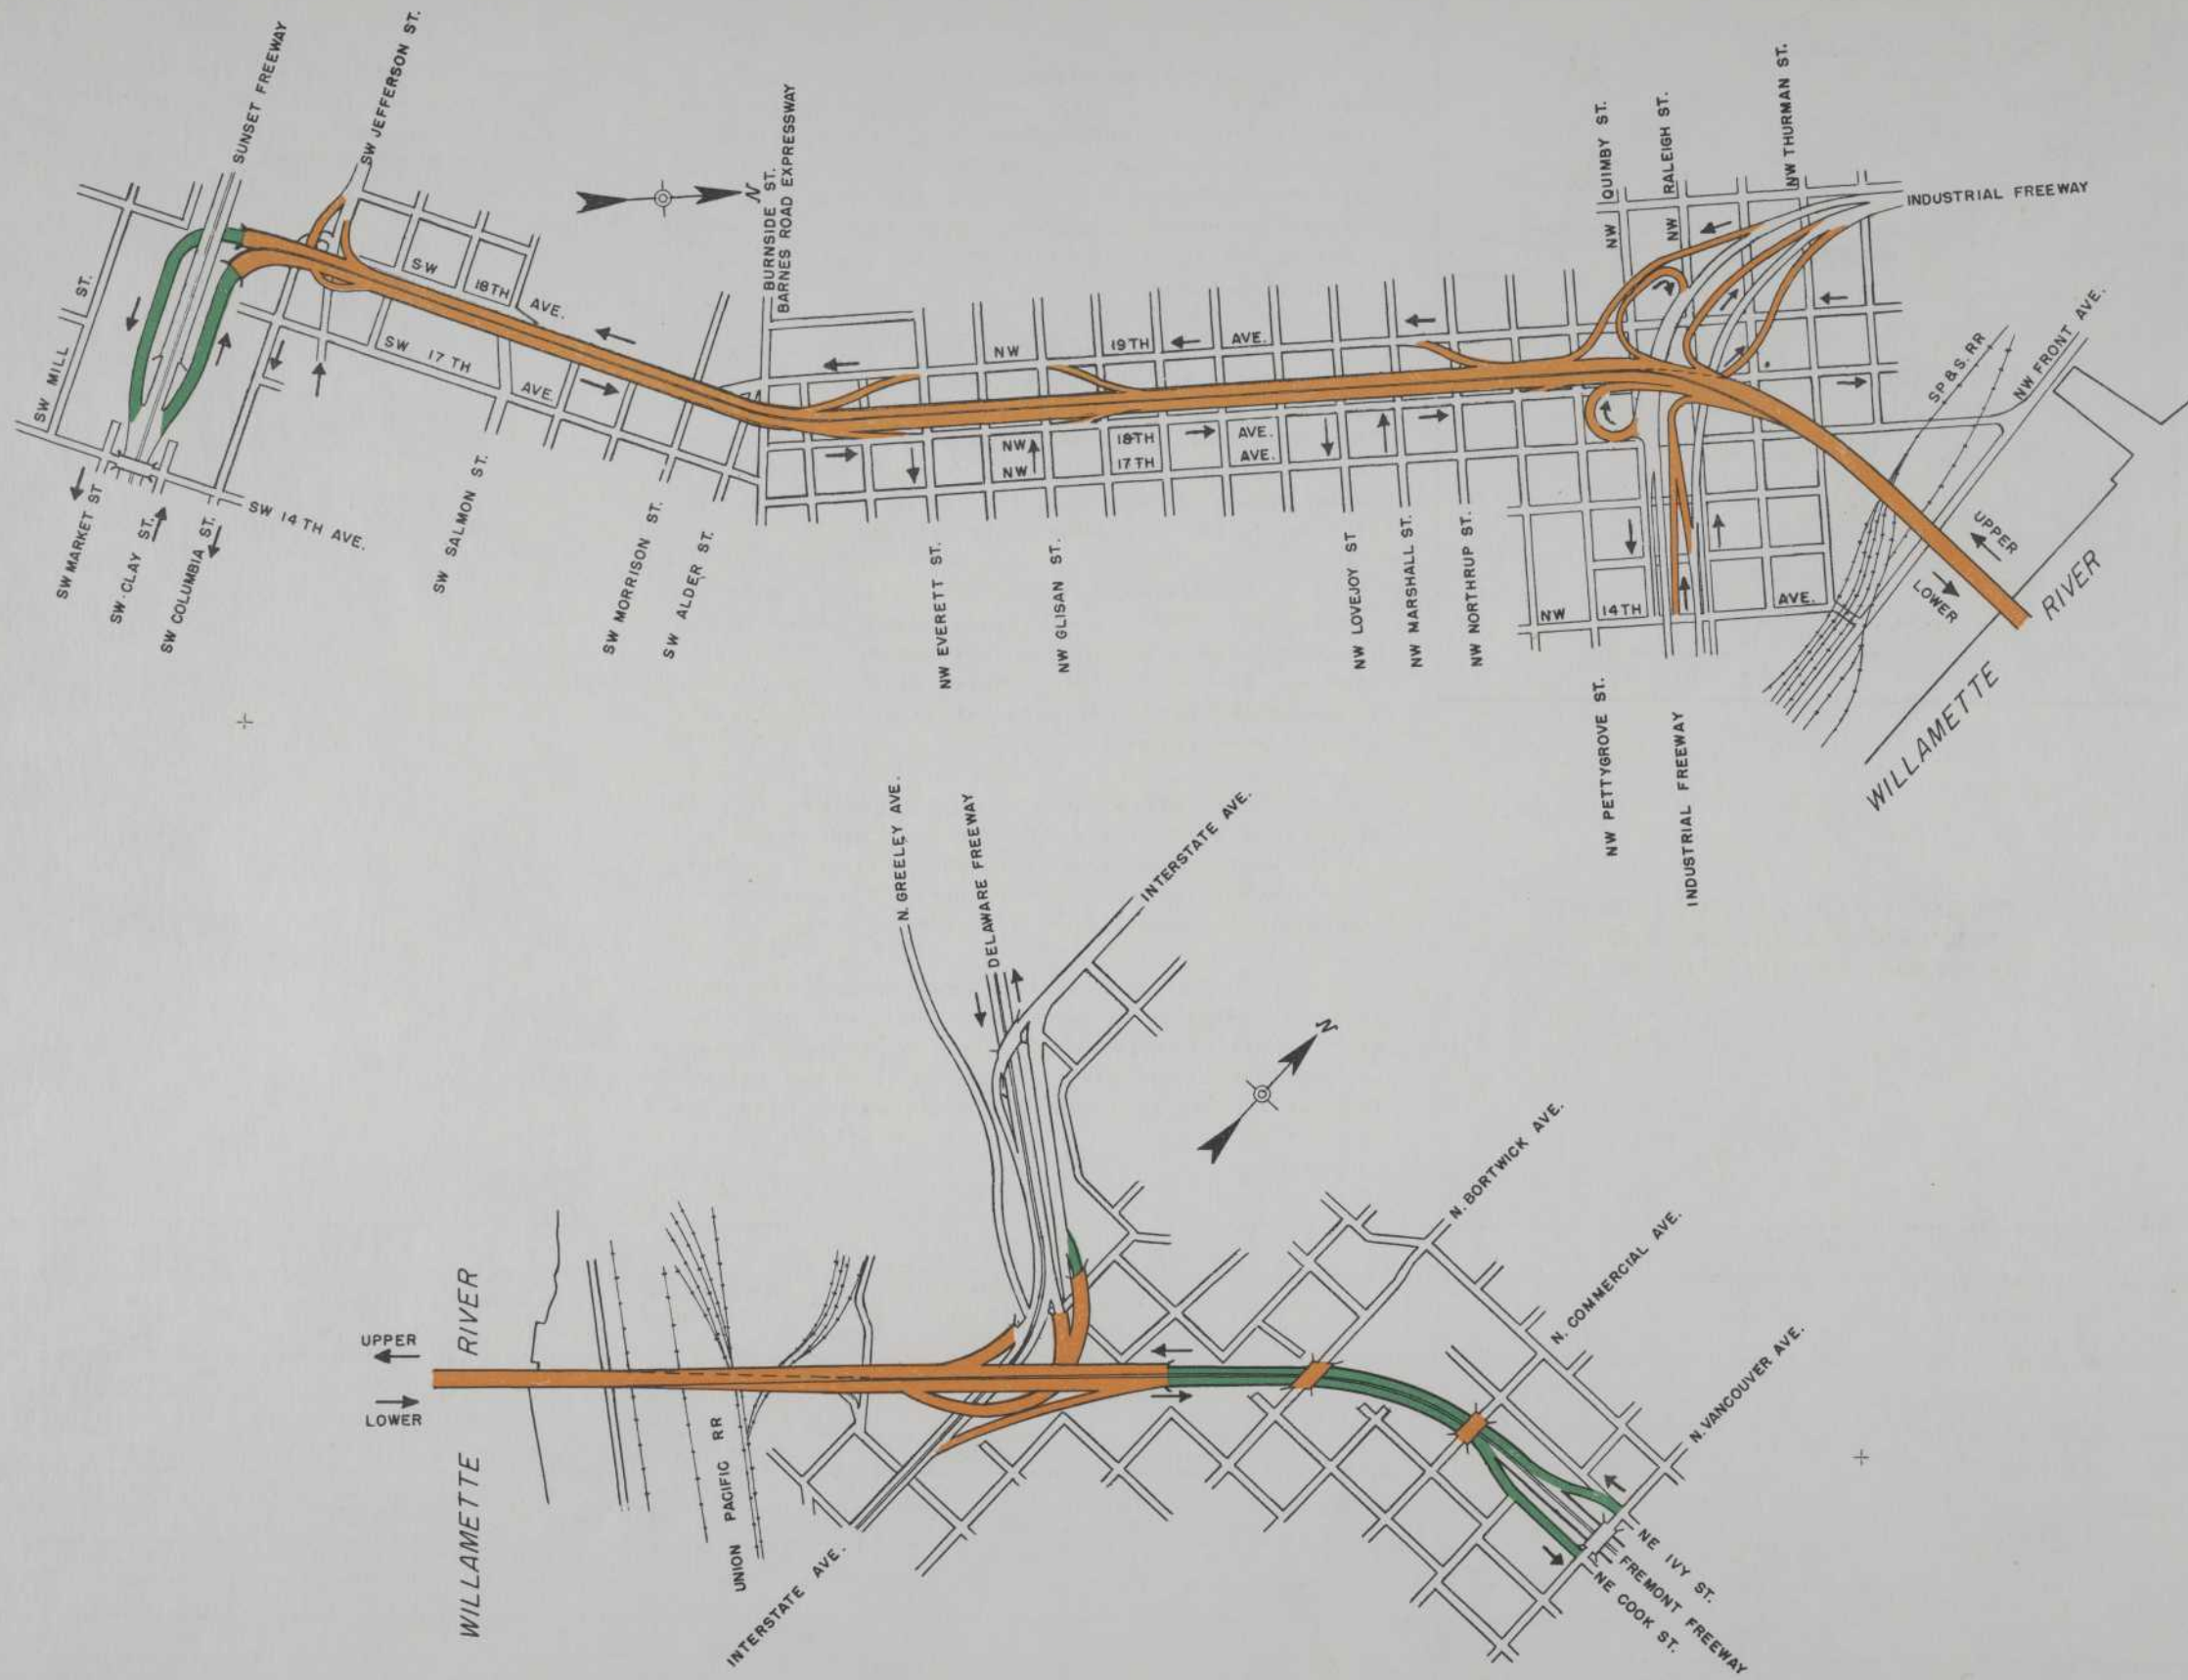 SUNSET FREEWAY
SW JEFFERSON ST.
SW MILL ST.
SW 18TH AVE.
SW 17 TH AVE.
SW MARKET ST
SW CLAY ST.
SW COLUMBIA ST.
SW 14 TH AVE.
SW SALMON ST.
SW MORRISON ST.
SW ALDER ST.
N
BURNSIDE ST.
BARNES ROAD EXPRESSWAY
NW 19TH AVE.
NW 18TH AVE.
NW 17TH AVE.
NW EVERETT ST.
NW GLISAN ST.
NW LOVEJOY ST
NW MARSHALL ST.
NW NORTHRUP ST.
NW QUIMBY ST.
NW RALEIGH ST.
NW THURMAN ST.
INDUSTRIAL FREEWAY
S.P.& S. RR
NW FRONT AVE.
UPPER
LOWER
NW 14TH AVE.
NW PETTYGROVE ST.
INDUSTRIAL FREEWAY
WILLAMETTE RIVER
N. GREELEY AVE.
DELAWARE FREEWAY
INTERSTATE AVE.
N
N. BORTWICK AVE.
N. COMMERCIAL AVE.
N. VANCOUVER AVE.
UPPER
LOWER
WILLAMETTE RIVER
UNION PACIFIC RR
INTERSTATE AVE.
NE IVY ST.
FREMONT FREEWAY
NE COOK ST.